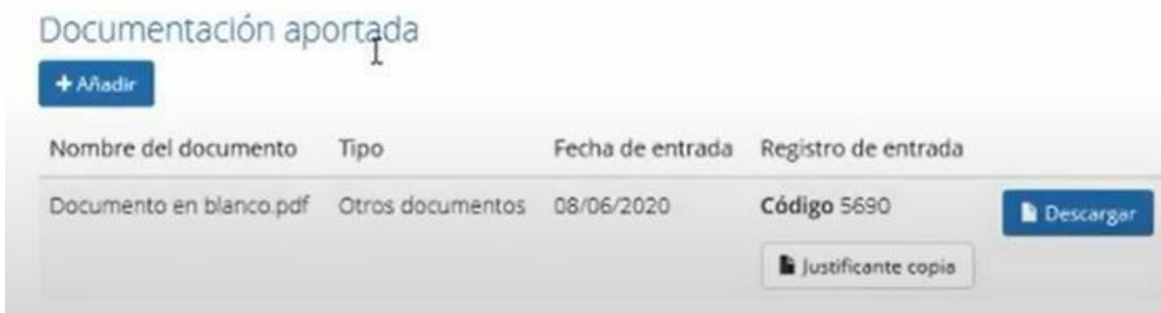 Documentación aportada
+ Añadir
Nombre del documento Tipo Fecha de entrada Registro de entrada
Documento en blanco.pdf Otros documentos 08/06/2020 Código 5690 Descargar
Justificante copia